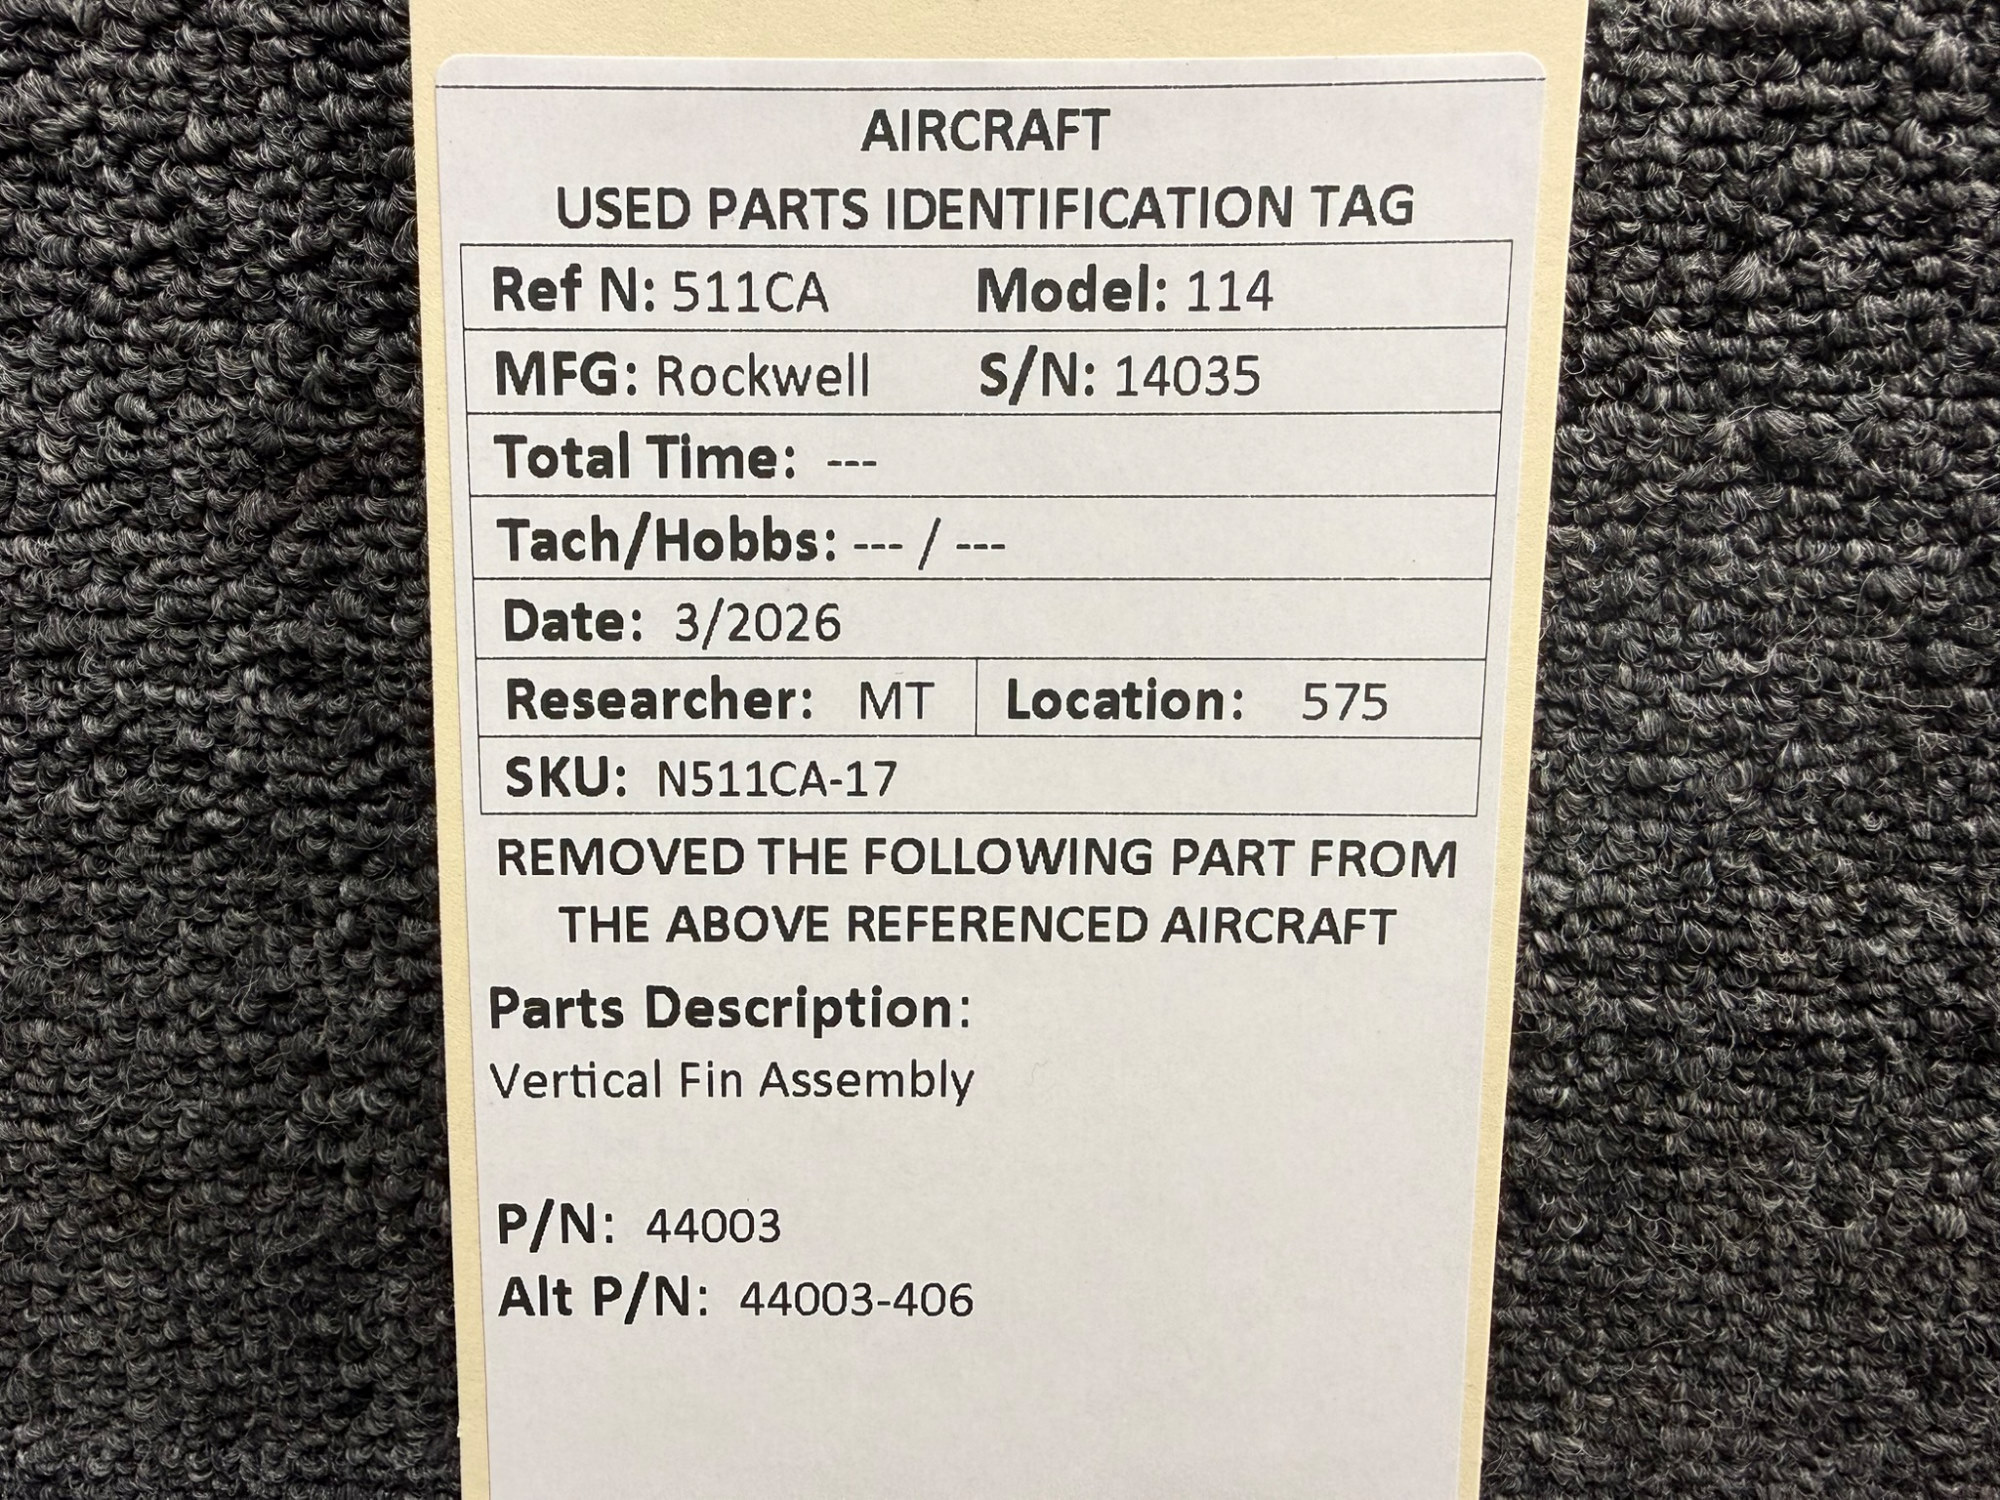 AIRCRAFT
USED PARTS IDENTIFICATION TAG
Ref N: 511CA Model: 114
MFG: Rockwell S/N: 14035
Total Time: ---
Tach/Hobbs: --- / ---
Date: 3/2026
Researcher: MT Location: 575
SKU: N511CA-17
REMOVED THE FOLLOWING PART FROM
THE ABOVE REFERENCED AIRCRAFT
Parts Description:
Vertical Fin Assembly
P/N: 44003
Alt P/N: 44003-406